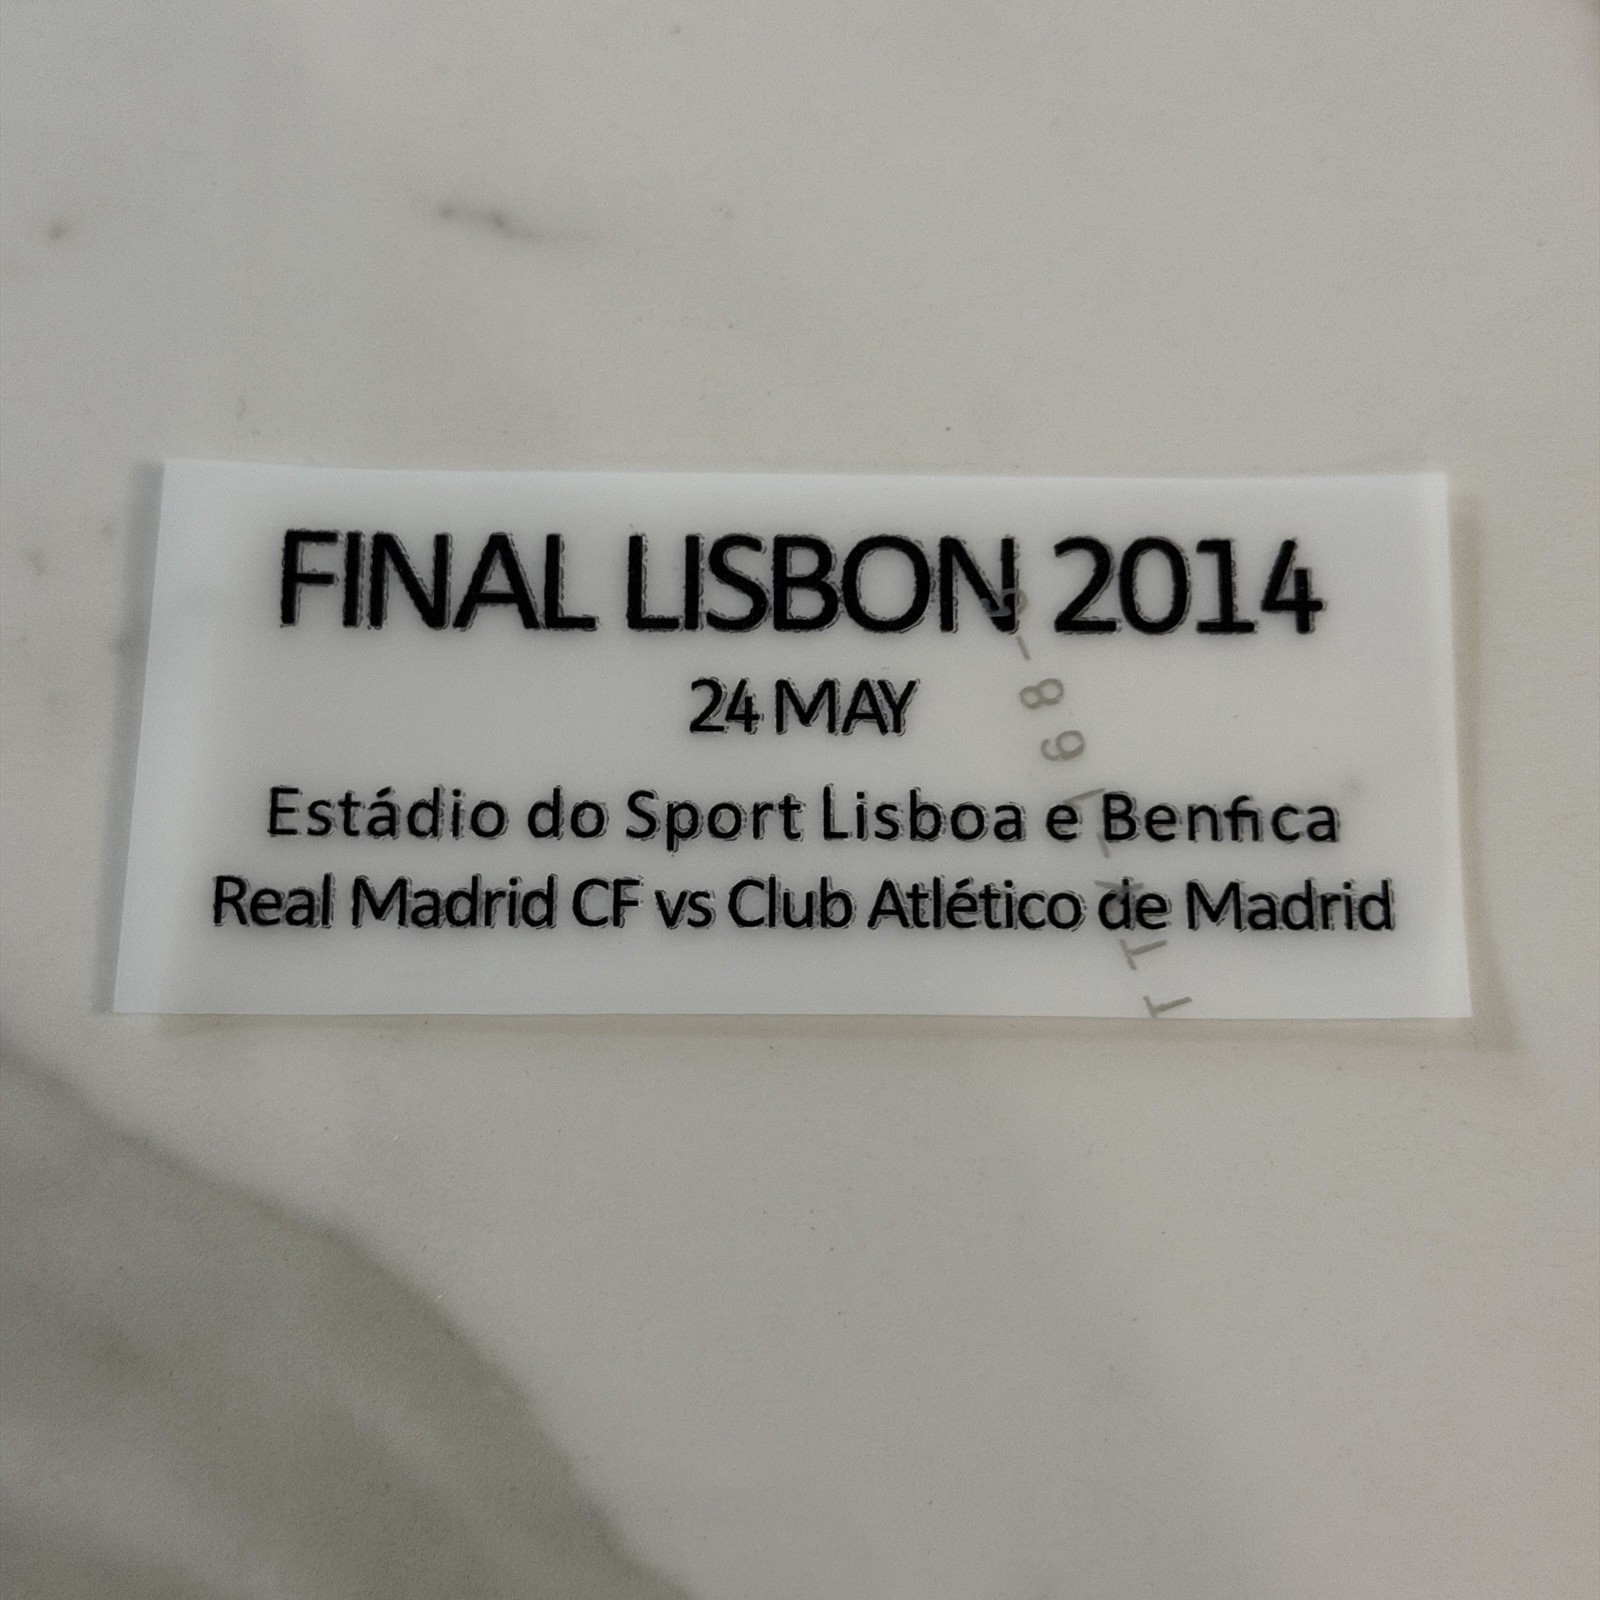 FINAL LISBON 2014
24 MAY
Estádio do Sport Lisboa e Benfica
Real Madrid CF vs Club Atlético de Madrid